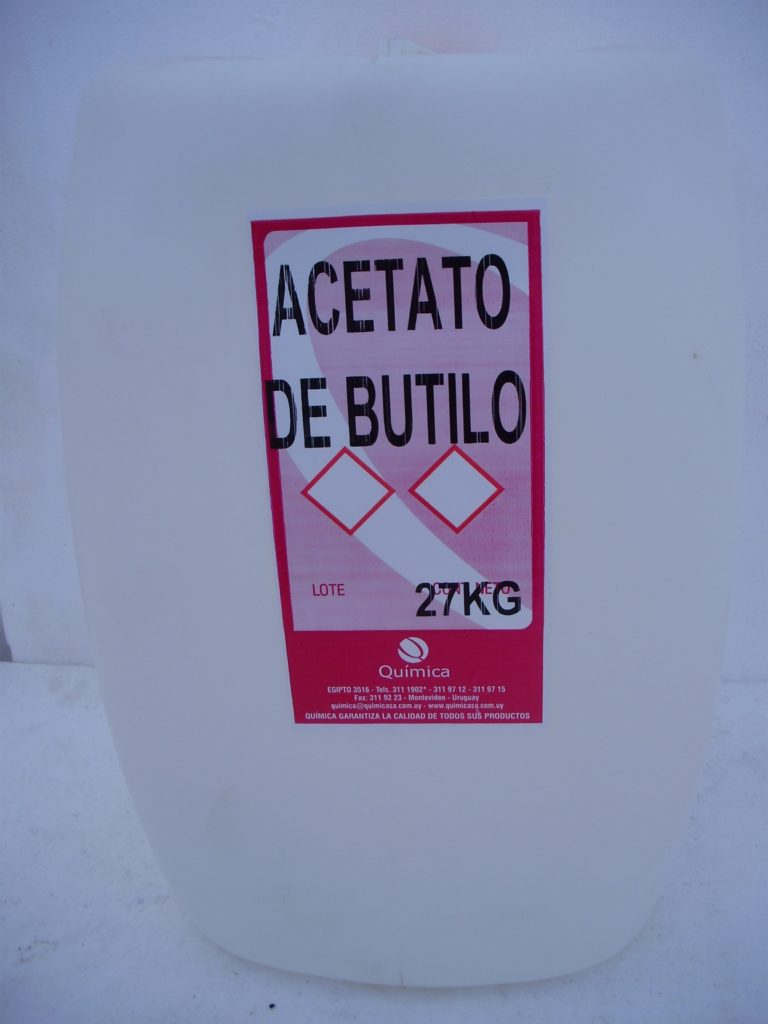 ACETATO
DE BUTILO
LOTE
CONT. NETO
27KG
Química
EGIPTO 3516 - Tels. 311 1902* - 311 97 12 - 311 97 15
Fax: 311 92 23 - Montevideo - Uruguay
quimica@quimicasa.com.uy - www.quimicasa.com.uy
QUÍMICA GARANTIZA LA CALIDAD DE TODOS SUS PRODUCTOS